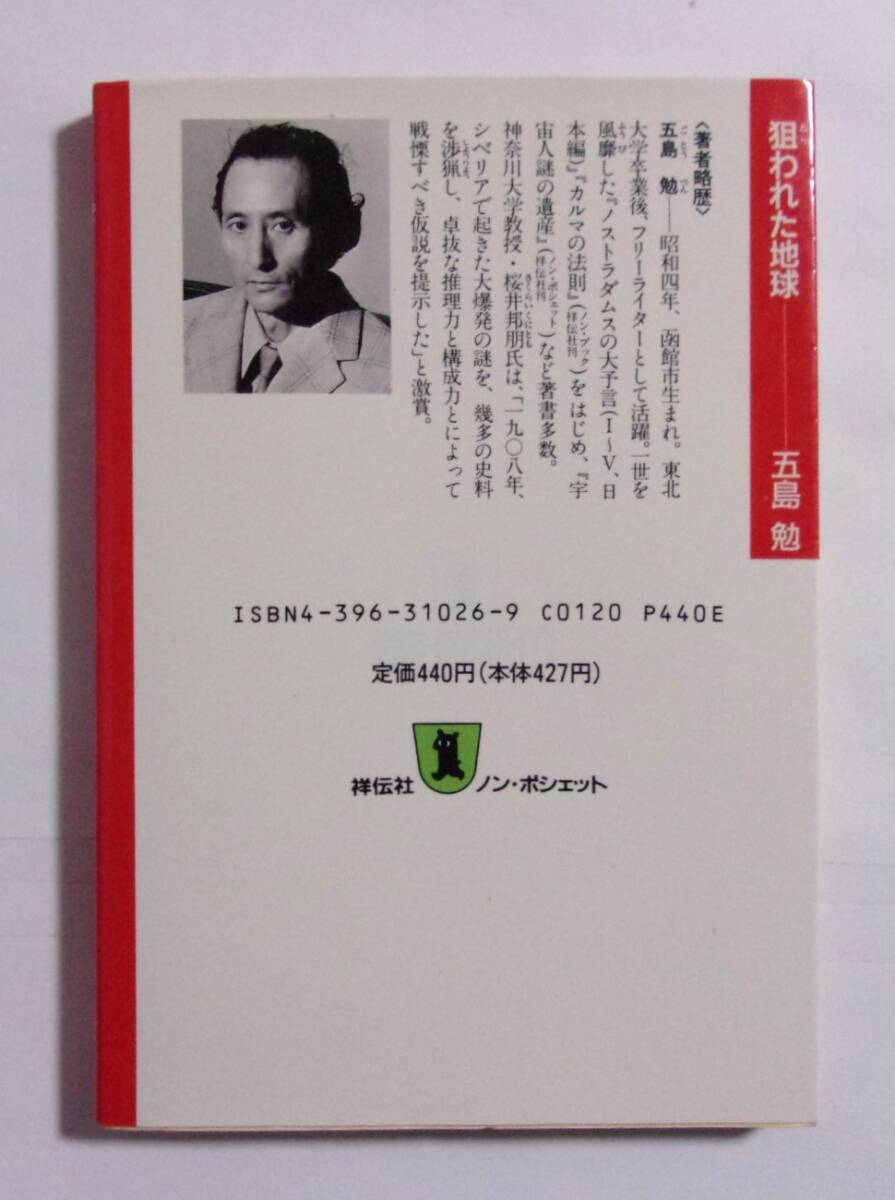 狙われた地球――五島 勉
〈著者略歴〉
五島 勉――昭和四年、函館市生まれ。東北
大学卒業後、フリーライターとして活躍。一世を
風靡した『ノストラダムスの大予言(I～V、日
本編)』『カルマの法則』(ノン・ブック 祥伝社刊)をはじめ、『宇
宙人謎の遺産』(ノン・ポシェット 祥伝社刊)など著書多数。
神奈川大学教授・桜井邦朋氏は、「一九〇八年、
シベリアで起きた大爆発の謎を、幾多の史料
を渉猟し、卓抜な推理力と構成力とによって
戦慄すべき仮説を提示した」と激賞。
ISBN4-396-31026-9 C0120 P440E
定価440円(本体427円)
祥伝社 ノン・ポシェット